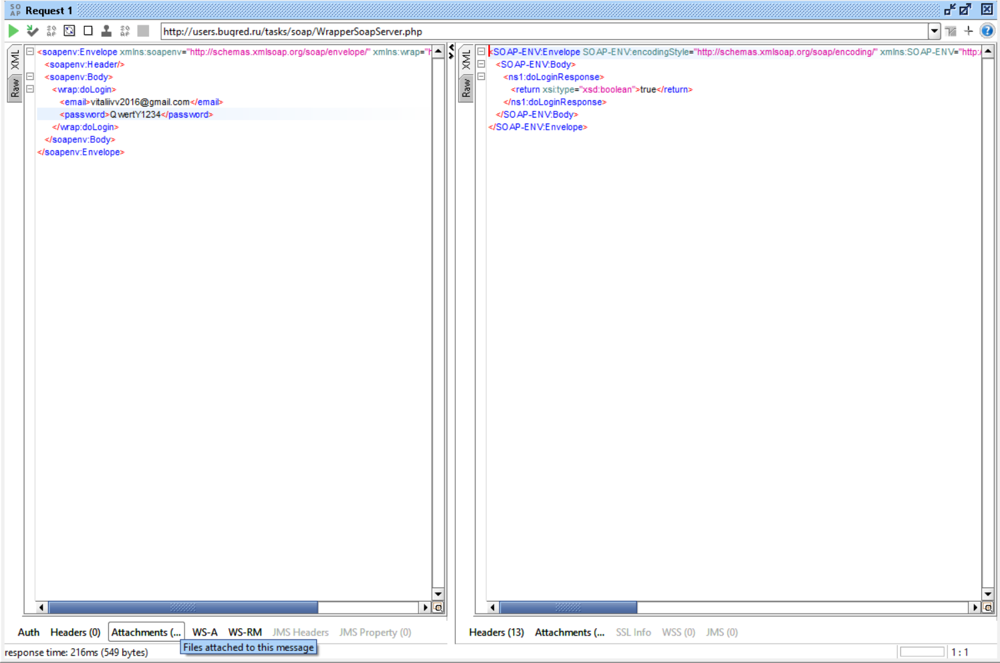 SO AP Request 1
http://users.buqred.ru/tasks/soap/WrapperSoapServer.php
XML
Raw
<soapenv:Envelope xmlns:soapenv="http://schemas.xmlsoap.org/soap/envelope/" xmlns:wrap="h
<soapenv:Header/>
<soapenv:Body>
<wrap:doLogin>
<email>vitaliivv2016@gmail.com</email>
<password>QwertY1234</password>
</wrap:doLogin>
</soapenv:Body>
</soapenv:Envelope>
XML
Raw
<SOAP-ENV:Envelope SOAP-ENV:encodingStyle="http://schemas.xmlsoap.org/soap/encoding/" xmlns:SOAP-ENV="http:/
<SOAP-ENV:Body>
<ns1:doLoginResponse>
<return xsi:type="xsd:boolean">true</return>
</ns1:doLoginResponse>
</SOAP-ENV:Body>
</SOAP-ENV:Envelope>
Auth Headers (0) Attachments (... WS-A WS-RM JMS Headers JMS Property (0)
Headers (13) Attachments (... SSL Info WSS (0) JMS (0)
Files attached to this message
response time: 216ms (549 bytes)
1 : 1